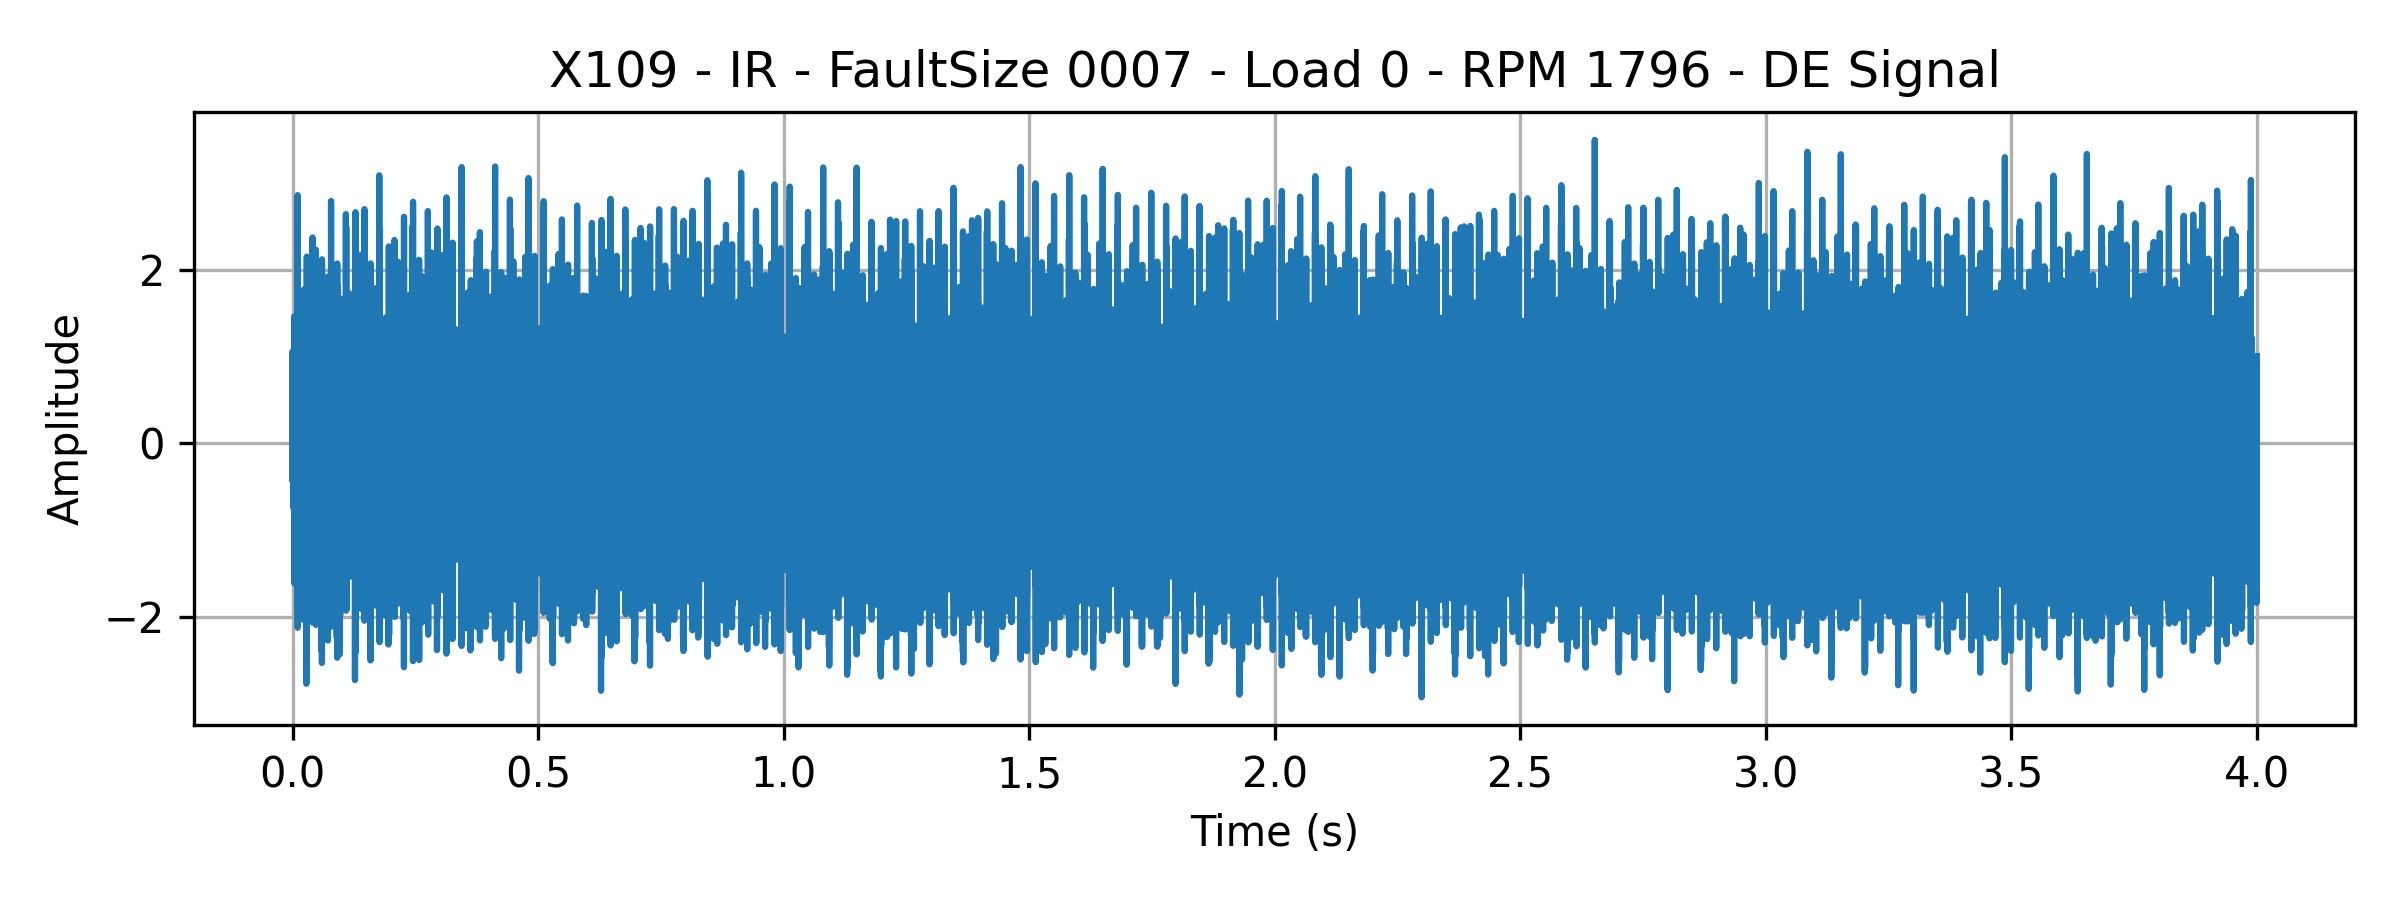 X109 - IR - FaultSize 0007 - Load 0 - RPM 1796 - DE Signal
Amplitude
2
0
−2
0.0 0.5 1.0 1.5 2.0 2.5 3.0 3.5 4.0
Time (s)